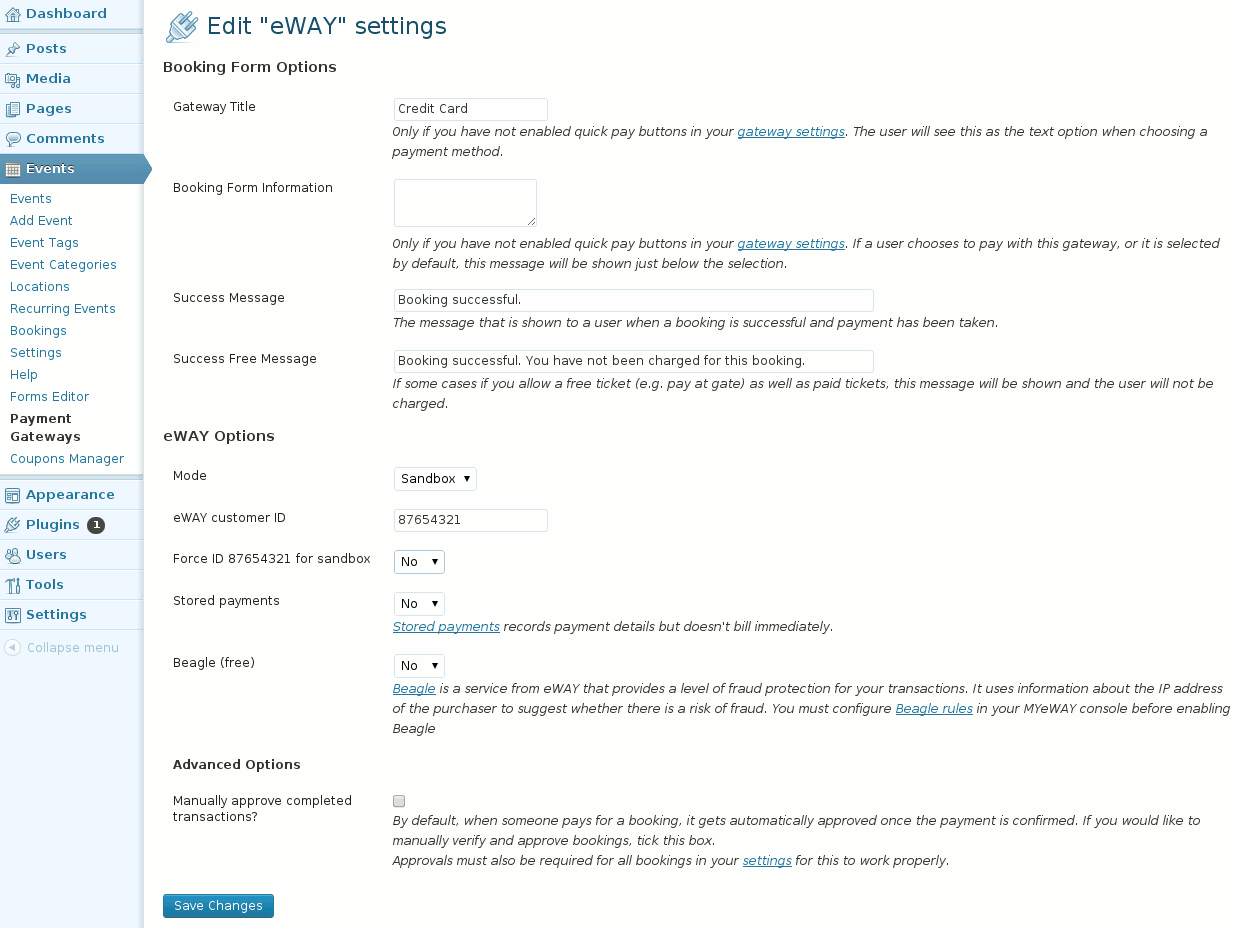 Dashboard
Posts
Media
Pages
Comments
Events
Events
Add Event
Event Tags
Event Categories
Locations
Recurring Events
Bookings
Settings
Help
Forms Editor
Payment
Gateways
Coupons Manager
Appearance
Plugins 1
Users
Tools
Settings
Collapse menu
Edit "eWAY" settings
Booking Form Options
Gateway Title
Credit Card
Only if you have not enabled quick pay buttons in your gateway settings. The user will see this as the text option when choosing a
payment method.
Booking Form Information
Only if you have not enabled quick pay buttons in your gateway settings. If a user chooses to pay with this gateway, or it is selected
by default, this message will be shown just below the selection.
Success Message
Booking successful.
The message that is shown to a user when a booking is successful and payment has been taken.
Success Free Message
Booking successful. You have not been charged for this booking.
If some cases if you allow a free ticket (e.g. pay at gate) as well as paid tickets, this message will be shown and the user will not be
charged.
eWAY Options
Mode
Sandbox
eWAY customer ID
87654321
Force ID 87654321 for sandbox
No
Stored payments
No
Stored payments records payment details but doesn't bill immediately.
Beagle (free)
No
Beagle is a service from eWAY that provides a level of fraud protection for your transactions. It uses information about the IP address
of the purchaser to suggest whether there is a risk of fraud. You must configure Beagle rules in your MYeWAY console before enabling
Beagle
Advanced Options
Manually approve completed
transactions?
By default, when someone pays for a booking, it gets automatically approved once the payment is confirmed. If you would like to
manually verify and approve bookings, tick this box.
Approvals must also be required for all bookings in your settings for this to work properly.
Save Changes